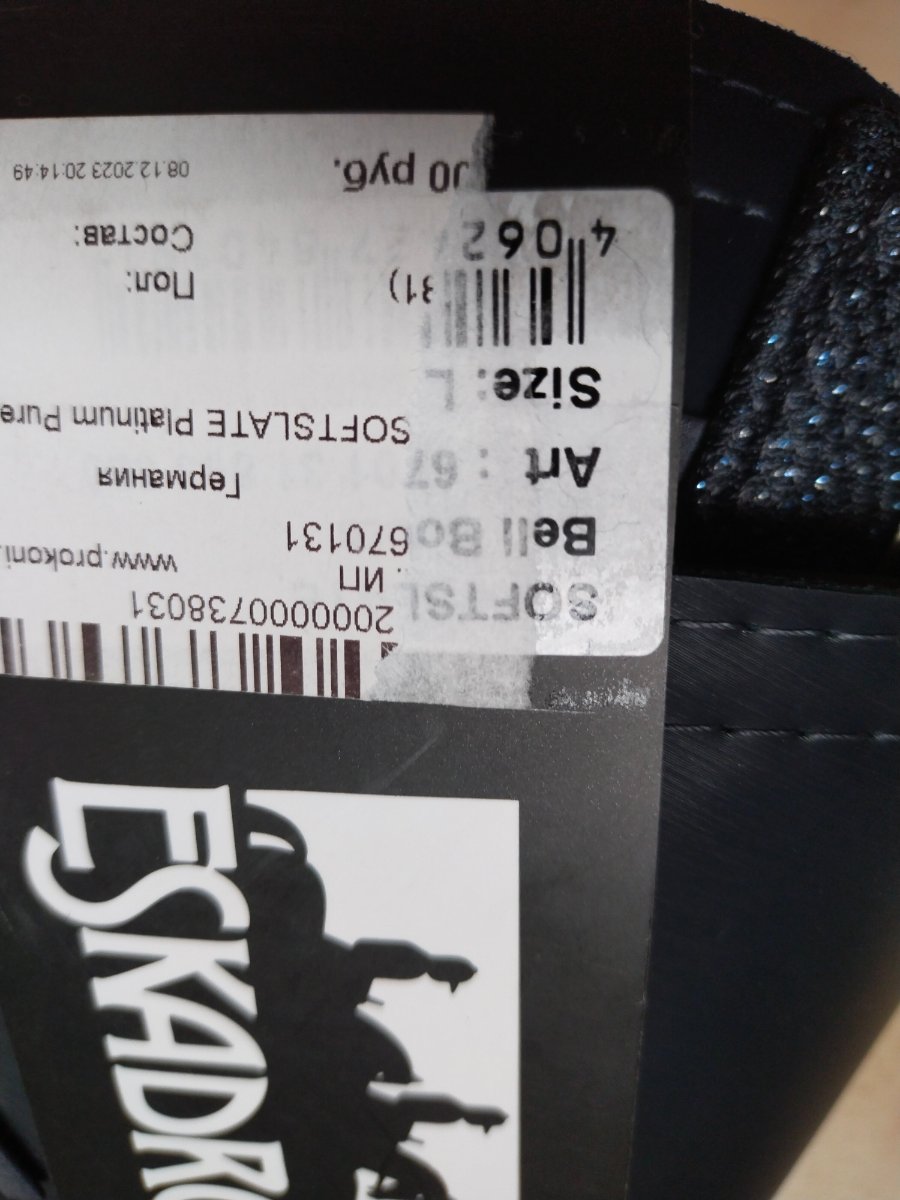 2000000738031
. ИП
www.prokoni.
670131
Германия
SOFTSLATE Platinum Pure
Пол:
31)
Состав:
00 руб.
08.12.2023 20:14:49
SOFTSL
Bell Bo
Art : 67
Size: L
4 062
ESKADRO